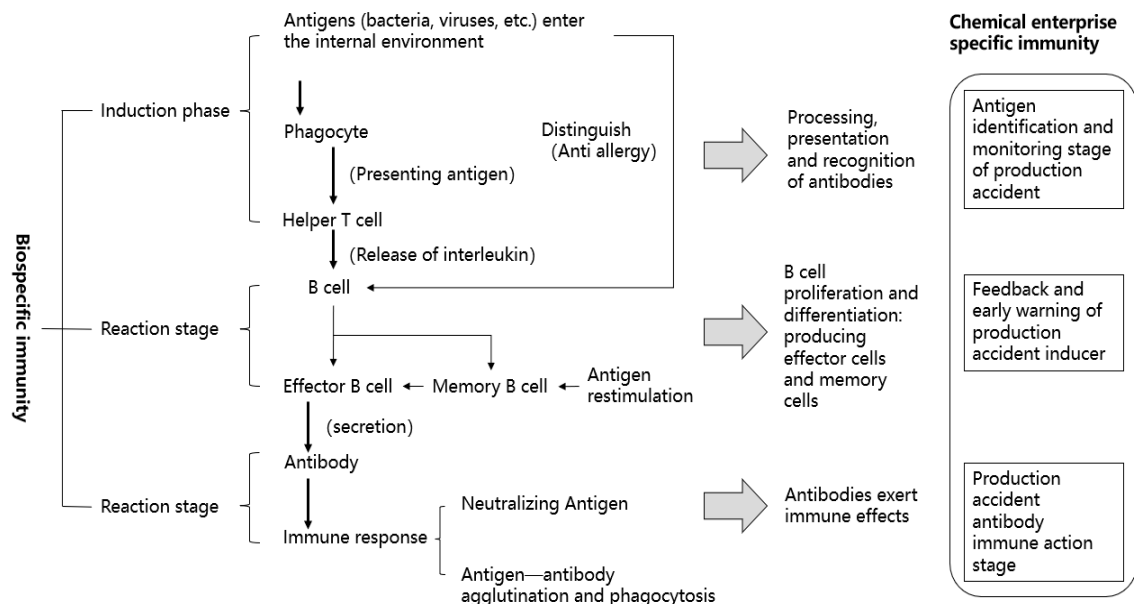 Antigens (bacteria, viruses, etc.) enter
the internal environment
Chemical enterprise
specific immunity
Induction phase
Phagocyte
(Presenting antigen)
Helper T cell
Distinguish
(Anti allergy)
Processing,
presentation
and recognition
of antibodies
Antigen
identification and
monitoring stage
of production
accident
(Release of interleukin)
Biospecific immunity
Reaction stage
B cell
Effector B cell
Memory B cell
Antigen
restimulation
B cell
proliferation and
differentiation:
producing
effector cells
and memory
cells
Feedback and
early warning of
production
accident inducer
(secretion)
Reaction stage
Antibody
Immune response
Neutralizing Antigen
Antigen—antibody
agglutination and phagocytosis
Antibodies exert
immune effects
Production
accident
antibody
immune action
stage